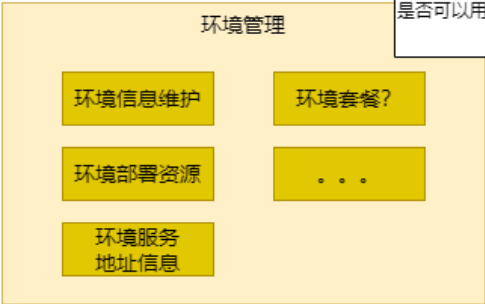 是否可以用
环境管理
环境信息维护
环境套餐?
环境部署资源
。。。
环境服务
地址信息